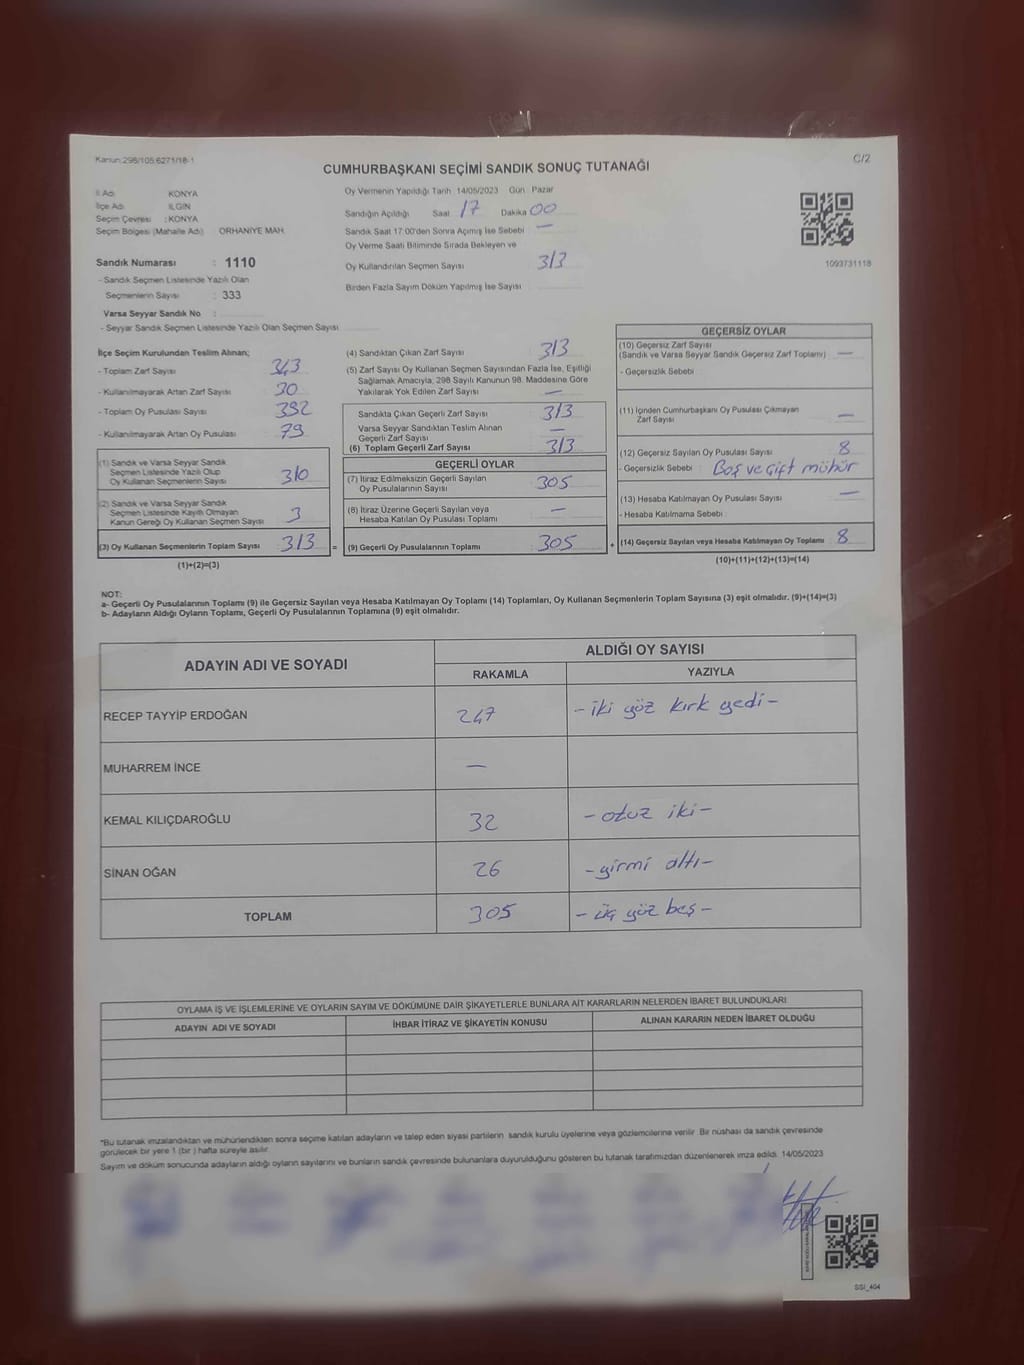 Kanun:298/105;6271/18-1
C/2
CUMHURBAŞKANI SEÇİMİ SANDIK SONUÇ TUTANAĞI
İl Adı : KONYA
İlçe Adı : ILGIN
Seçim Çevresi : KONYA
Seçim Bölgesi (Mahalle Adı) : ORHANİYE MAH.
Sandık Numarası : 1110
- Sandık Seçmen Listesinde Yazılı Olan
Seçmenlerin Sayısı : 333
Varsa Seyyar Sandık No :
- Seyyar Sandık Seçmen Listesinde Yazılı Olan Seçmen Sayısı
Oy Vermenin Yapıldığı Tarih 14/05/2023 Gün : Pazar
Sandığın Açıldığı Saat 17 Dakika 00
Sandık Saat 17:00'den Sonra Açımış İse Sebebi —
Oy Verme Saati Bitiminde Sırada Bekleyen ve
Oy Kullandırılan Seçmen Sayısı 313
Birden Fazla Sayım Döküm Yapılmış İse Sayısı
1093731118
İlçe Seçim Kurulundan Teslim Alınan;
- Toplam Zarf Sayısı 343
- Kullanılmayarak Artan Zarf Sayısı 30
- Toplam Oy Pusulası Sayısı 392
- Kullanılmayarak Artan Oy Pusulası 79
(1) Sandık ve Varsa Seyyar Sandık
Seçmen Listesinde Yazılı Olup
Oy Kullanan Seçmenlerin Sayısı 310
(2) Sandık ve Varsa Seyyar Sandık
Seçmen Listesinde Kayıtlı Olmayan
Kanun Gereği Oy Kullanan Seçmen Sayısı 3
(3) Oy Kullanan Seçmenlerin Toplam Sayısı 313 =
(1)+(2)=(3)
(4) Sandıktan Çıkan Zarf Sayısı 313
(5) Zarf Sayısı Oy Kullanan Seçmen Sayısından Fazla İse, Eşitliği
Sağlamak Amacıyla, 298 Sayılı Kanunun 98. Maddesine Göre
Yakılarak Yok Edilen Zarf Sayısı —
Sandıkta Çıkan Geçerli Zarf Sayısı 313
Varsa Seyyar Sandıktan Teslim Alınan
Geçerli Zarf Sayısı —
(6) Toplam Geçerli Zarf Sayısı 313
GEÇERLİ OYLAR
(7) İtiraz Edilmeksizin Geçerli Sayılan
Oy Pusulalarının Sayısı 305
(8) İtiraz Üzerine Geçerli Sayılan veya
Hesaba Katılan Oy Pusulası Toplamı —
(9) Geçerli Oy Pusulalarının Toplamı 305 +
GEÇERSİZ OYLAR
(10) Geçersiz Zarf Sayısı
(Sandık ve Varsa Seyyar Sandık Geçersiz Zarf Toplamı) —
- Geçersizlik Sebebi :
(11) İçinden Cumhurbaşkanı Oy Pusulası Çıkmayan
Zarf Sayısı —
(12) Geçersiz Sayılan Oy Pusulası Sayısı 8
- Geçersizlik Sebebi : Boş ve Çift mühür
(13) Hesaba Katılmayan Oy Pusulası Sayısı —
- Hesaba Katılmama Sebebi :
(14) Geçersiz Sayılan veya Hesaba Katılmayan Oy Toplamı 8
(10)+(11)+(12)+(13)=(14)
NOT:
a- Geçerli Oy Pusulalarının Toplamı (9) ile Geçersiz Sayılan veya Hesaba Katılmayan Oy Toplamı (14) Toplamları, Oy Kullanan Seçmenlerin Toplam Sayısına (3) eşit olmalıdır. (9)+(14)=(3)
b- Adayların Aldığı Oyların Toplamı, Geçerli Oy Pusulalarının Toplamına (9) eşit olmalıdır.
ADAYIN ADI VE SOYADI ALDIĞI OY SAYISI
RAKAMLA YAZIYLA
RECEP TAYYİP ERDOĞAN 247 - iki yüz kırk yedi -
MUHARREM İNCE —
KEMAL KILIÇDAROĞLU 32 - otuz iki -
SİNAN OĞAN 26 - yirmi altı -
TOPLAM 305 - üç yüz beş -
OYLAMA İŞ VE İŞLEMLERİNE VE OYLARIN SAYIM VE DÖKÜMÜNE DAİR ŞİKAYETLERLE BUNLARA AİT KARARLARIN NELERDEN İBARET BULUNDUKLARI
ADAYIN ADI VE SOYADI İHBAR İTİRAZ VE ŞİKAYETİN KONUSU ALINAN KARARIN NEDEN İBARET OLDUĞU
*Bu tutanak imzalandıktan ve mühürlendikten sonra seçime katılan adayların ve talep eden siyasi partilerin sandık kurulu üyelerine veya gözlemcilerine verilir. Bir nüshası da sandık çevresinde
görülecek bir yere 1 (bir ) hafta süreyle asılır.
Sayım ve döküm sonucunda adayların aldığı oyların sayılarını ve bunların sandık çevresinde bulunanlara duyurulduğunu gösteren bu tutanak tarafımızdan düzenlenerek imza edildi. 14/05/2023
SSI_404